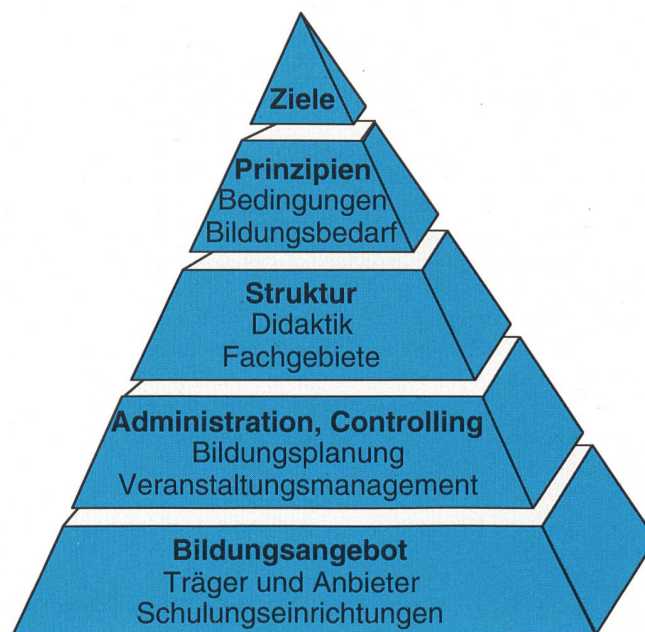 Ziele
Prinzipien
Bedingungen
Bildungsbedarf
Struktur
Didaktik
Fachgebiete
Administration, Controlling
Bildungsplanung
Veranstaltungsmanagement
Bildungsangebot
Träger und Anbieter
Schulungseinrichtungen